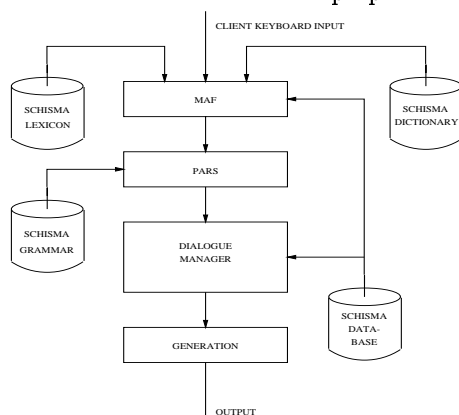 CLIENT KEYBOARD INPUT
SCHISMA
LEXICON
MAF
SCHISMA
DICTIONARY
PARS
SCHISMA
GRAMMAR
DIALOGUE
MANAGER
SCHISMA
DATA-
BASE
GENERATION
OUTPUT